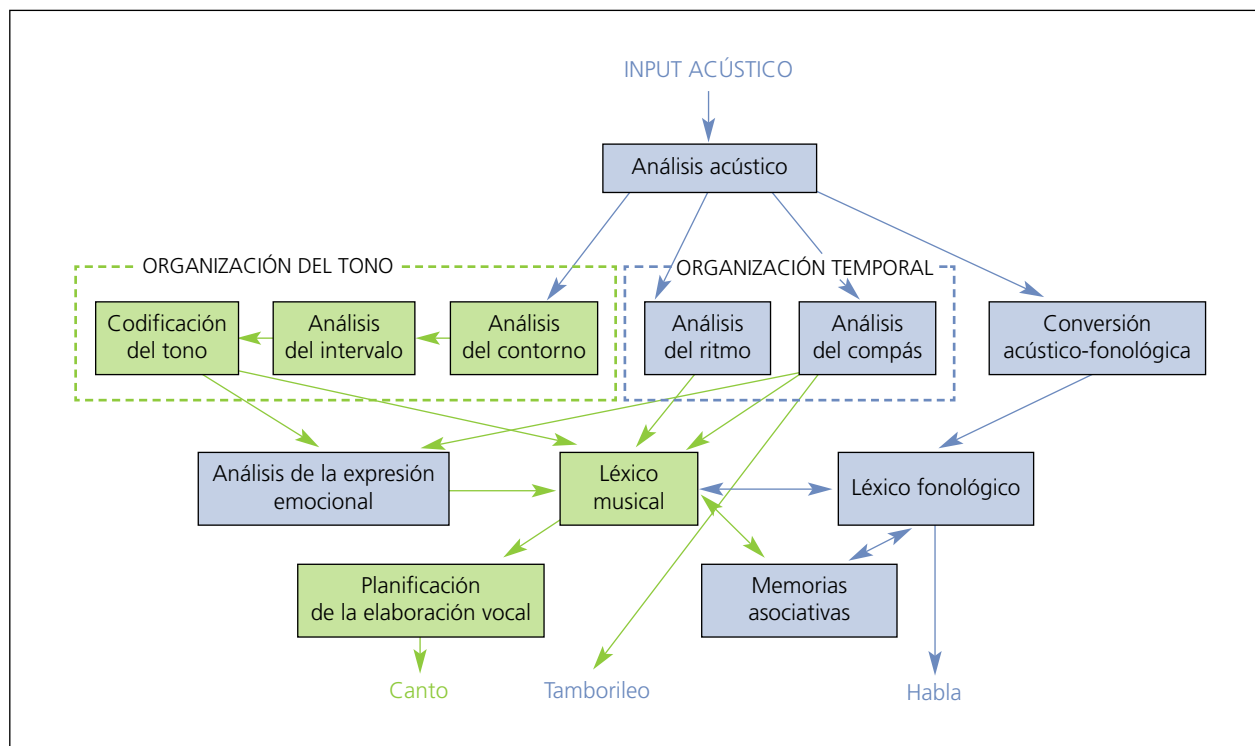 INPUT ACÚSTICO
Análisis acústico
ORGANIZACIÓN DEL TONO
ORGANIZACIÓN TEMPORAL
Codificación
del tono
Análisis
del intervalo
Análisis
del contorno
Análisis
del ritmo
Análisis
del compás
Conversión
acústico-fonológica
Análisis de la expresión
emocional
Léxico
musical
Léxico fonológico
Planificación
de la elaboración vocal
Memorias
asociativas
Canto
Tamborileo
Habla